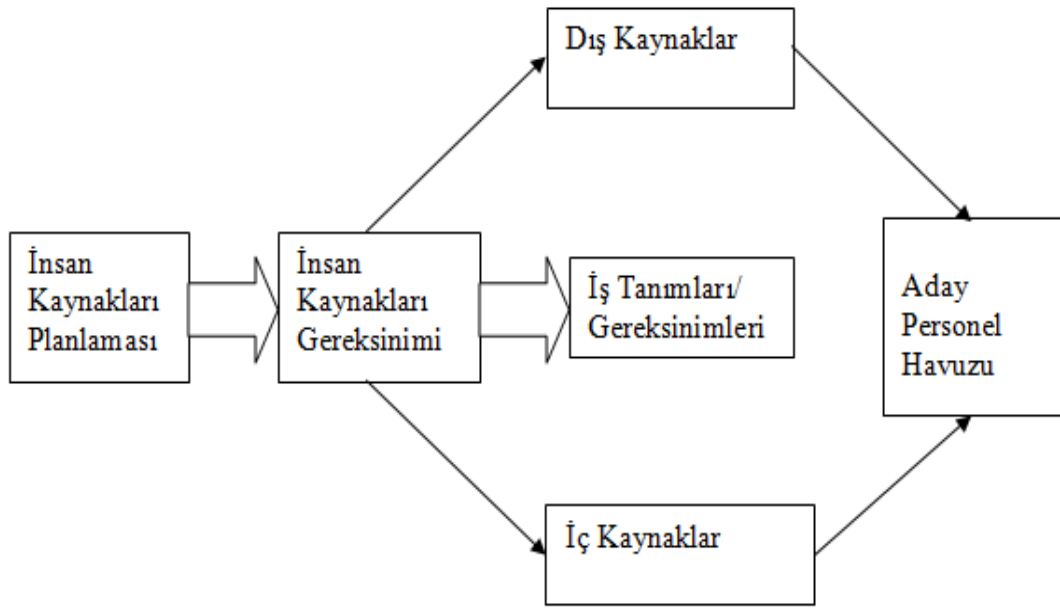 Dış Kaynaklar
İnsan
Kaynakları
Planlaması
İnsan
Kaynakları
Gereksinimi
İş Tanımları/
Gereksinimleri
Aday
Personel
Havuzu
İç Kaynaklar